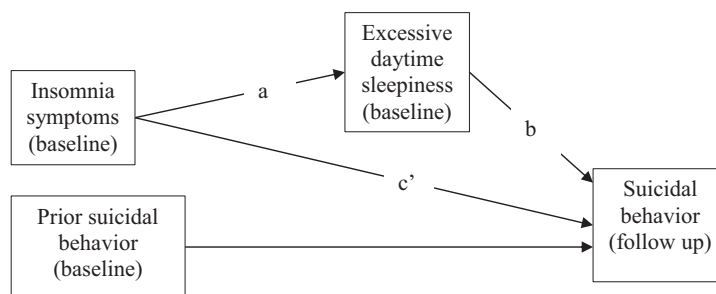 Excessive
daytime
sleepiness
(baseline)
Insomnia
symptoms
(baseline)
a
b
c’
Suicidal
behavior
(follow up)
Prior suicidal
behavior
(baseline)